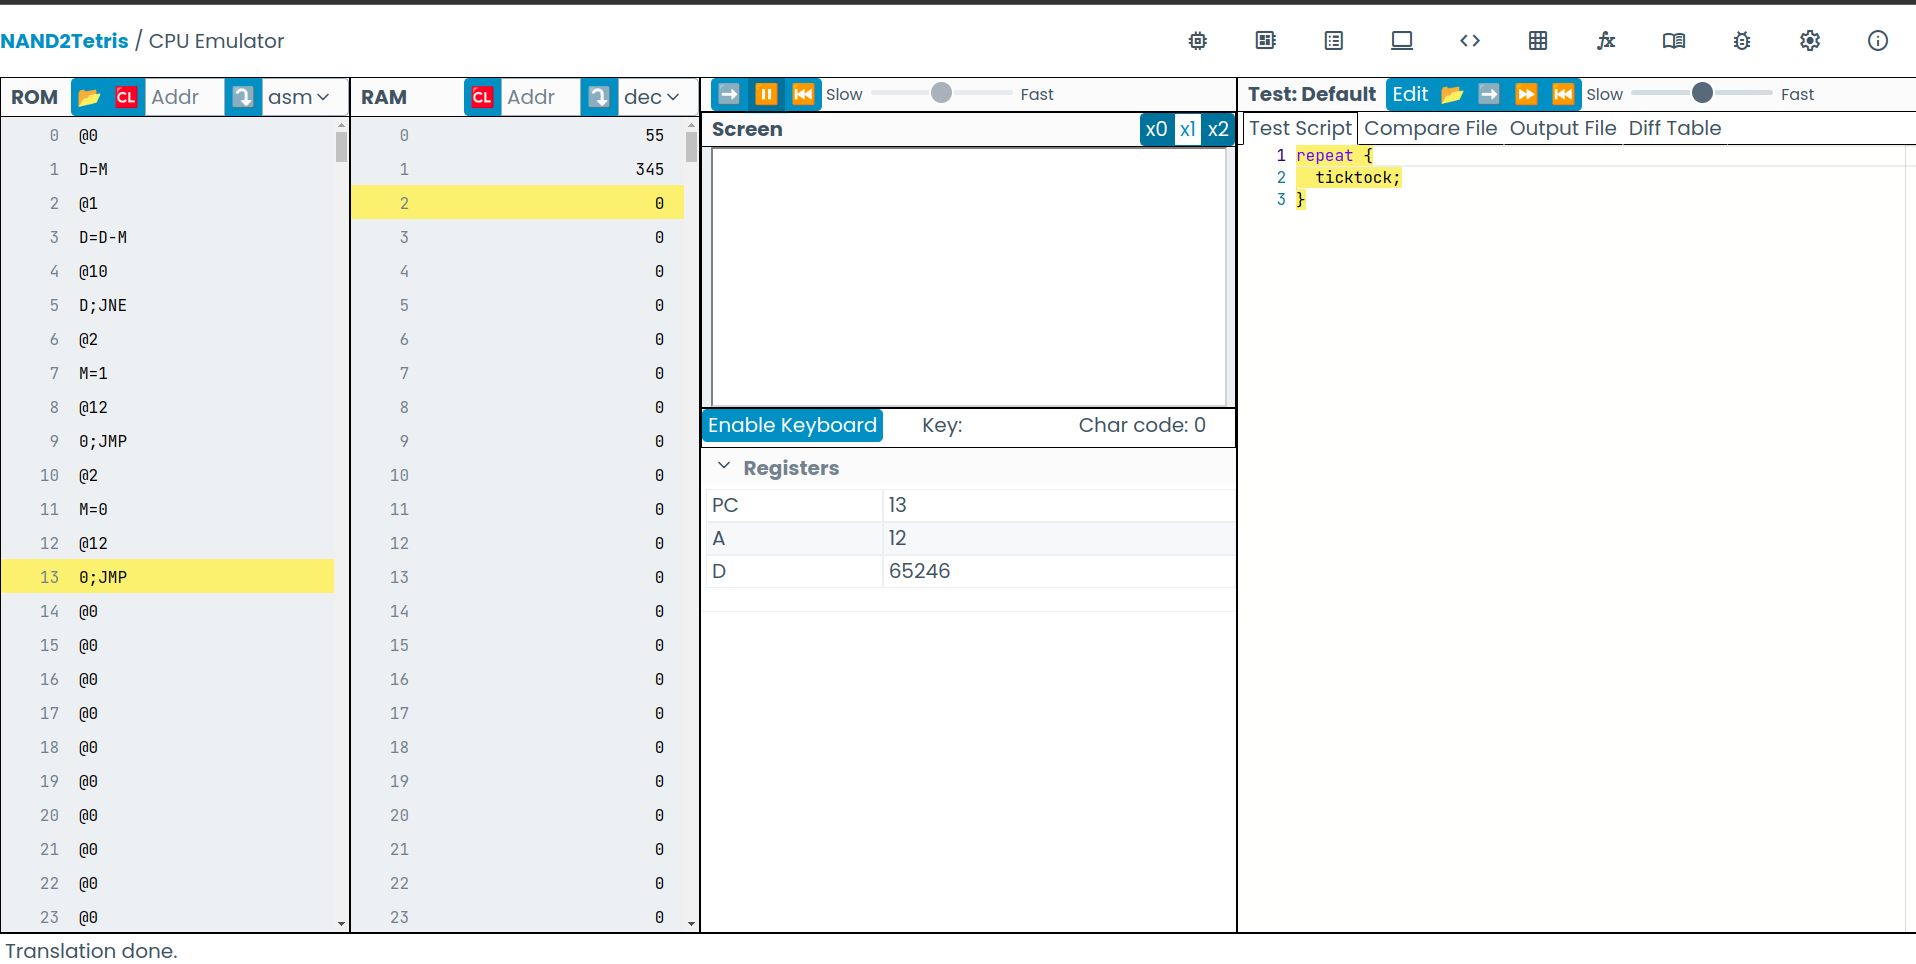 NAND2Tetris / CPU Emulator
ROM CL Addr asm
0 @0
1 D=M
2 @1
3 D=D-M
4 @10
5 D;JNE
6 @2
7 M=1
8 @12
9 0;JMP
10 @2
11 M=0
12 @12
13 0;JMP
14 @0
15 @0
16 @0
17 @0
18 @0
19 @0
20 @0
21 @0
22 @0
23 @0
RAM CL Addr dec
0 55
1 345
2 0
3 0
4 0
5 0
6 0
7 0
8 0
9 0
10 0
11 0
12 0
13 0
14 0
15 0
16 0
17 0
18 0
19 0
20 0
21 0
22 0
23 0
Slow Fast
Screen x0 x1 x2
Enable Keyboard Key: Char code: 0
Registers
PC 13
A 12
D 65246
Test: Default Edit Slow Fast
Test Script Compare File Output File Diff Table
1 repeat {
2 ticktock;
3 }
Translation done.